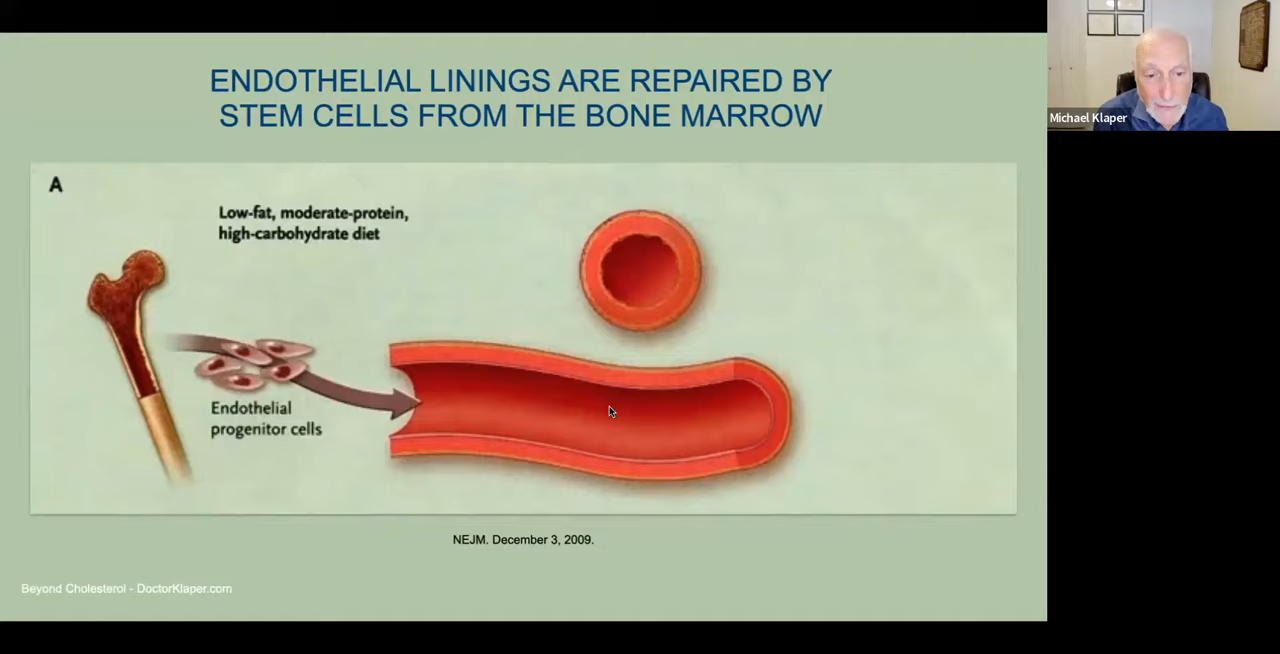 ENDOTHELIAL LININGS ARE REPAIRED BY
STEM CELLS FROM THE BONE MARROW
A
Low-fat, moderate-protein,
high-carbohydrate diet
Endothelial
progenitor cells
NEJM. December 3, 2009.
Beyond Cholesterol - DoctorKlaper.com
Michael Klaper